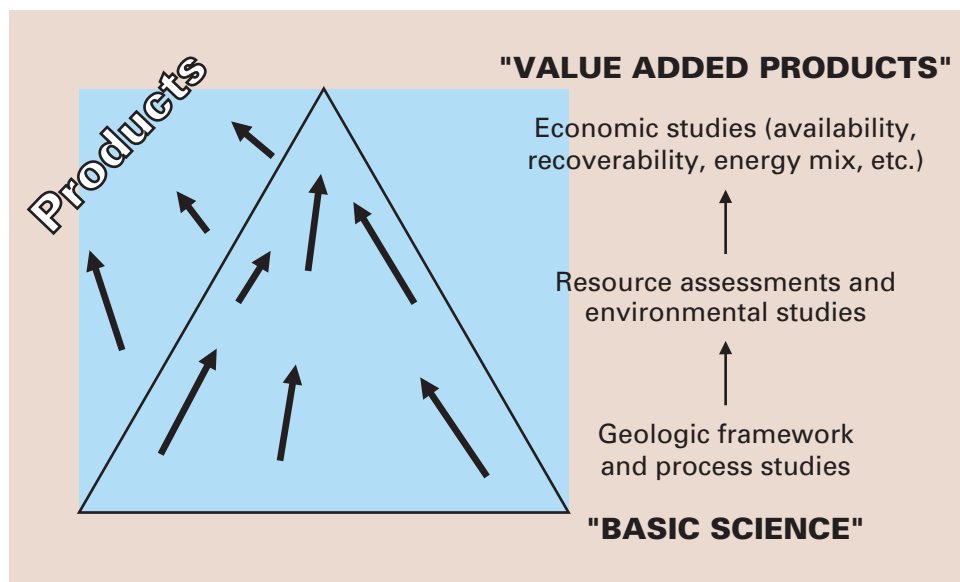 Products
"VALUE ADDED PRODUCTS"
Economic studies (availability,
recoverability, energy mix, etc.)
Resource assessments and
environmental studies
Geologic framework
and process studies
"BASIC SCIENCE"